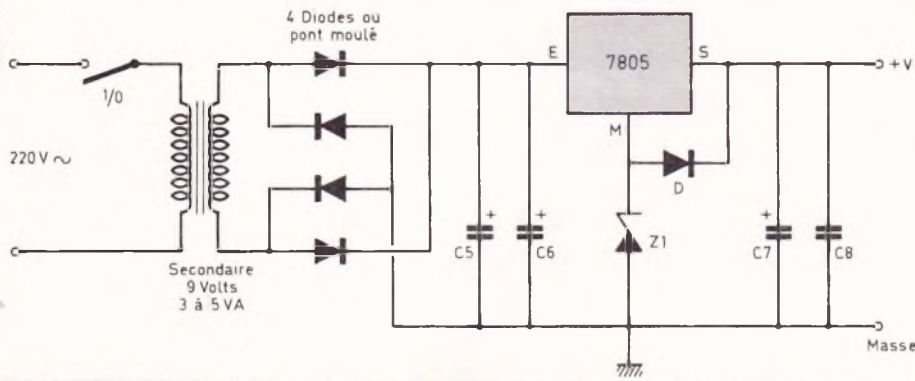 4 Diodes ou
pont moulé
E
7805
S
+V
1/0
M
220V ~
D
+
+
+
C5
C6
Z1
C7
C8
Secondaire
9 Volts
3 à 5 VA
Masse